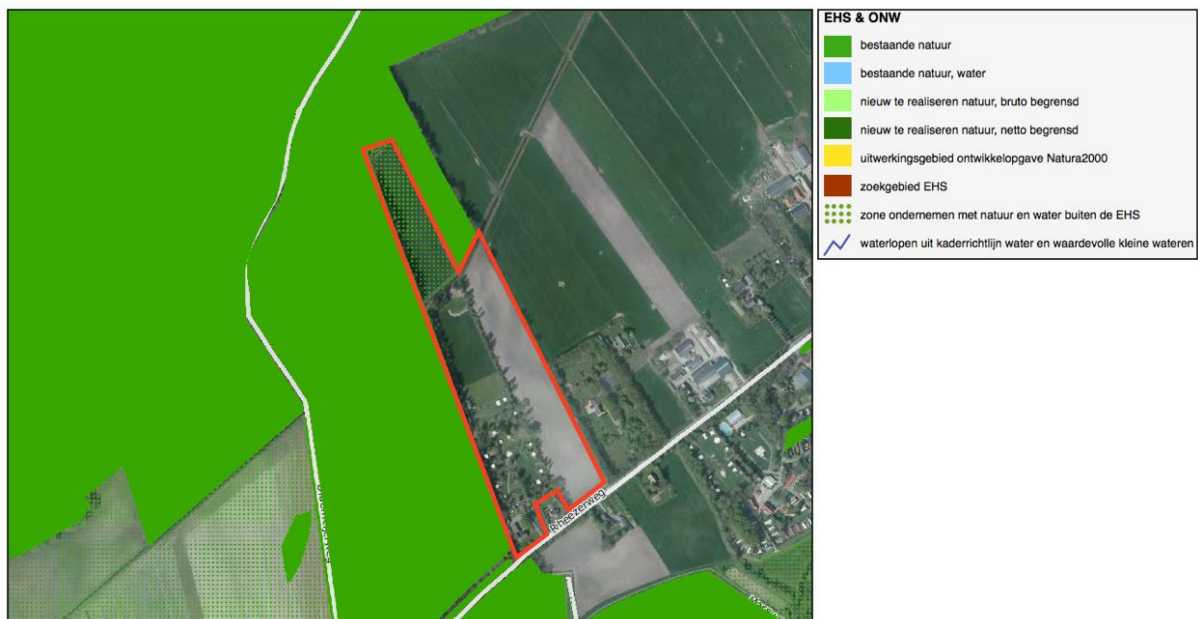 EHS & ONW
bestaande natuur
bestaande natuur, water
nieuw te realiseren natuur, bruto begrensd
nieuw te realiseren natuur, netto begrensd
uitwerkingsgebied ontwikkelopgave Natura2000
zoekgebied EHS
zone ondernemen met natuur en water buiten de EHS
waterlopen uit kaderrichtlijn water en waardevolle kleine wateren
Rheezerweg